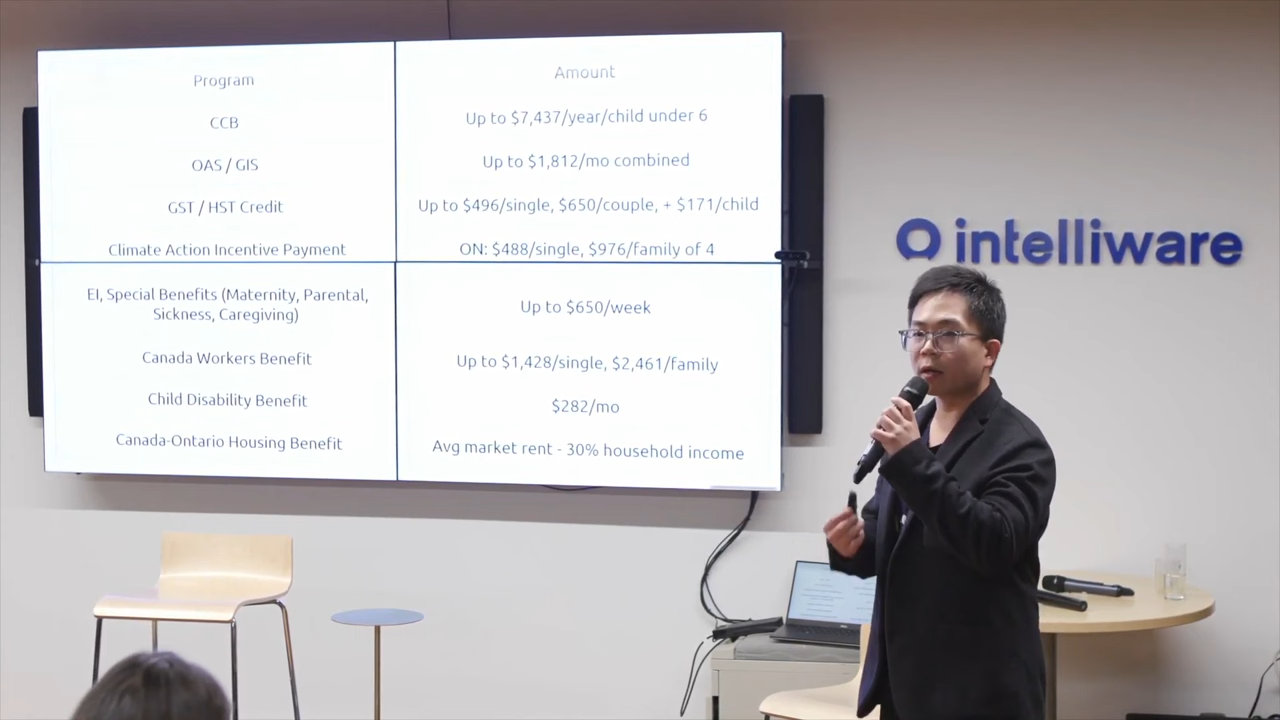 Program
Amount
CCB
Up to $7,437/year/child under 6
OAS / GIS
Up to $1,812/mo combined
GST / HST Credit
Up to $496/single, $650/couple, + $171/child
Climate Action Incentive Payment
ON: $488/single, $976/family of 4
EI, Special Benefits (Maternity, Parental,
Sickness, Caregiving)
Up to $650/week
Canada Workers Benefit
Up to $1,428/single, $2,461/family
Child Disability Benefit
$282/mo
Canada-Ontario Housing Benefit
Avg market rent - 30% household income
intelliware